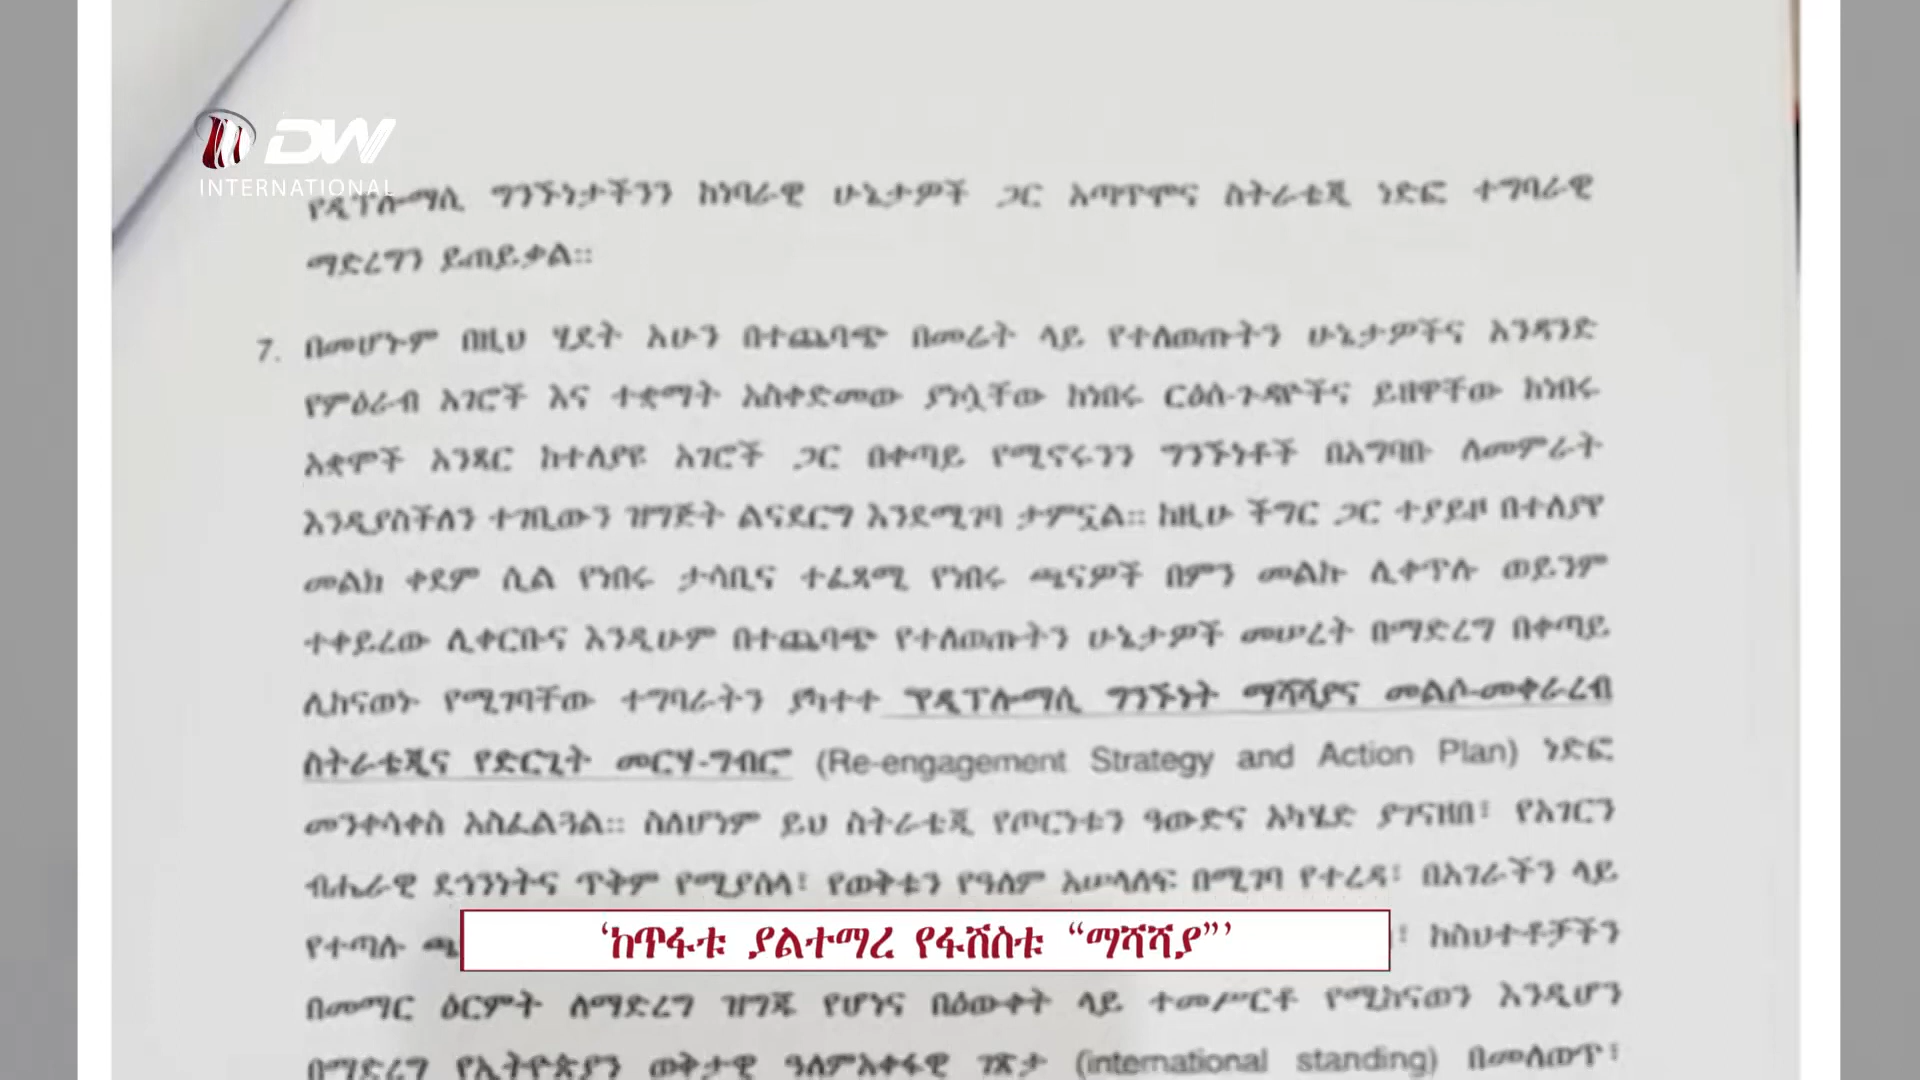 DW
INTERNATIONAL
የዲፕሎማሲ ግንኙነታችንን ከነባራዊ ሁኔታዎች ጋር አጣጥሞና ስትራቴጂ ነድፎ ተግባራዊ
ማድረግን ይጠይቃል።
7. በመሆኑም በዚህ ሂደት አሁን በተጨባጭ በመሬት ላይ የተለወጡትን ሁኔታዎችና አንዳንድ
የምዕራብ አገሮች እና ተቋማት አስቀድመው ያነሷቸው ከነበሩ ርዕሰ-ጉዳዮችና ይዘዋቸው ከነበሩ
አቋሞች አንጻር ከተለያዩ አገሮች ጋር በቀጣይ የሚኖሩንን ግንኙነቶች በአግባቡ ለመምራት
እንዲያስችለን ተገቢውን ዝግጅት ልናደርግ እንደሚገባ ታምኗል። ከዚሁ ችግር ጋር ተያይዞ በተለያየ
መልክ ቀደም ሲል የነበሩ ታሳቢና ተፈጻሚ የነበሩ ጫናዎች በምን መልኩ ሊቀጥሉ ወይንም
ተቀይረው ሊቀርቡና እንዲሁም በተጨባጭ የተለወጡትን ሁኔታዎች መሠረት በማድረግ በቀጣይ
ሊከናወኑ የሚገባቸው ተግባራትን ያካተተ የዲፕሎማሲ ግንኙነት ማሻሻያና መልሶ-መቀራረብ
ስትራቴጂና የድርጊት መርሃ-ግብር (Re-engagement Strategy and Action Plan) ነድፎ
መንቀሳቀስ አስፈልጓል። ስለሆነም ይህ ስትራቴጂ የጦርነቱን ዓውድና አካሄድ ያገናዘበ፣ የአገርን
ብሔራዊ ደኅንነትና ጥቅም የሚያሰላ፣ የወቅቱን የዓለም አሠላለፍ በሚገባ የተረዳ፣ በአገራችን ላይ
የተጣሉ ጫ ፣ ከስህተቶቻችን
‘ከጥፋቱ ያልተማረ የፋሽስቱ “ማሻሻያ”’
በመማር ዕርምት ለማድረግ ዝግጁ የሆነና በዕውቀት ላይ ተመሥርቶ የሚከናወን እንዲሆን
በማድረግ የኢትዮጵያን ወቅታዊ ዓለምአቀፋዊ ገጽታ (international standing) በመለወጥ፣